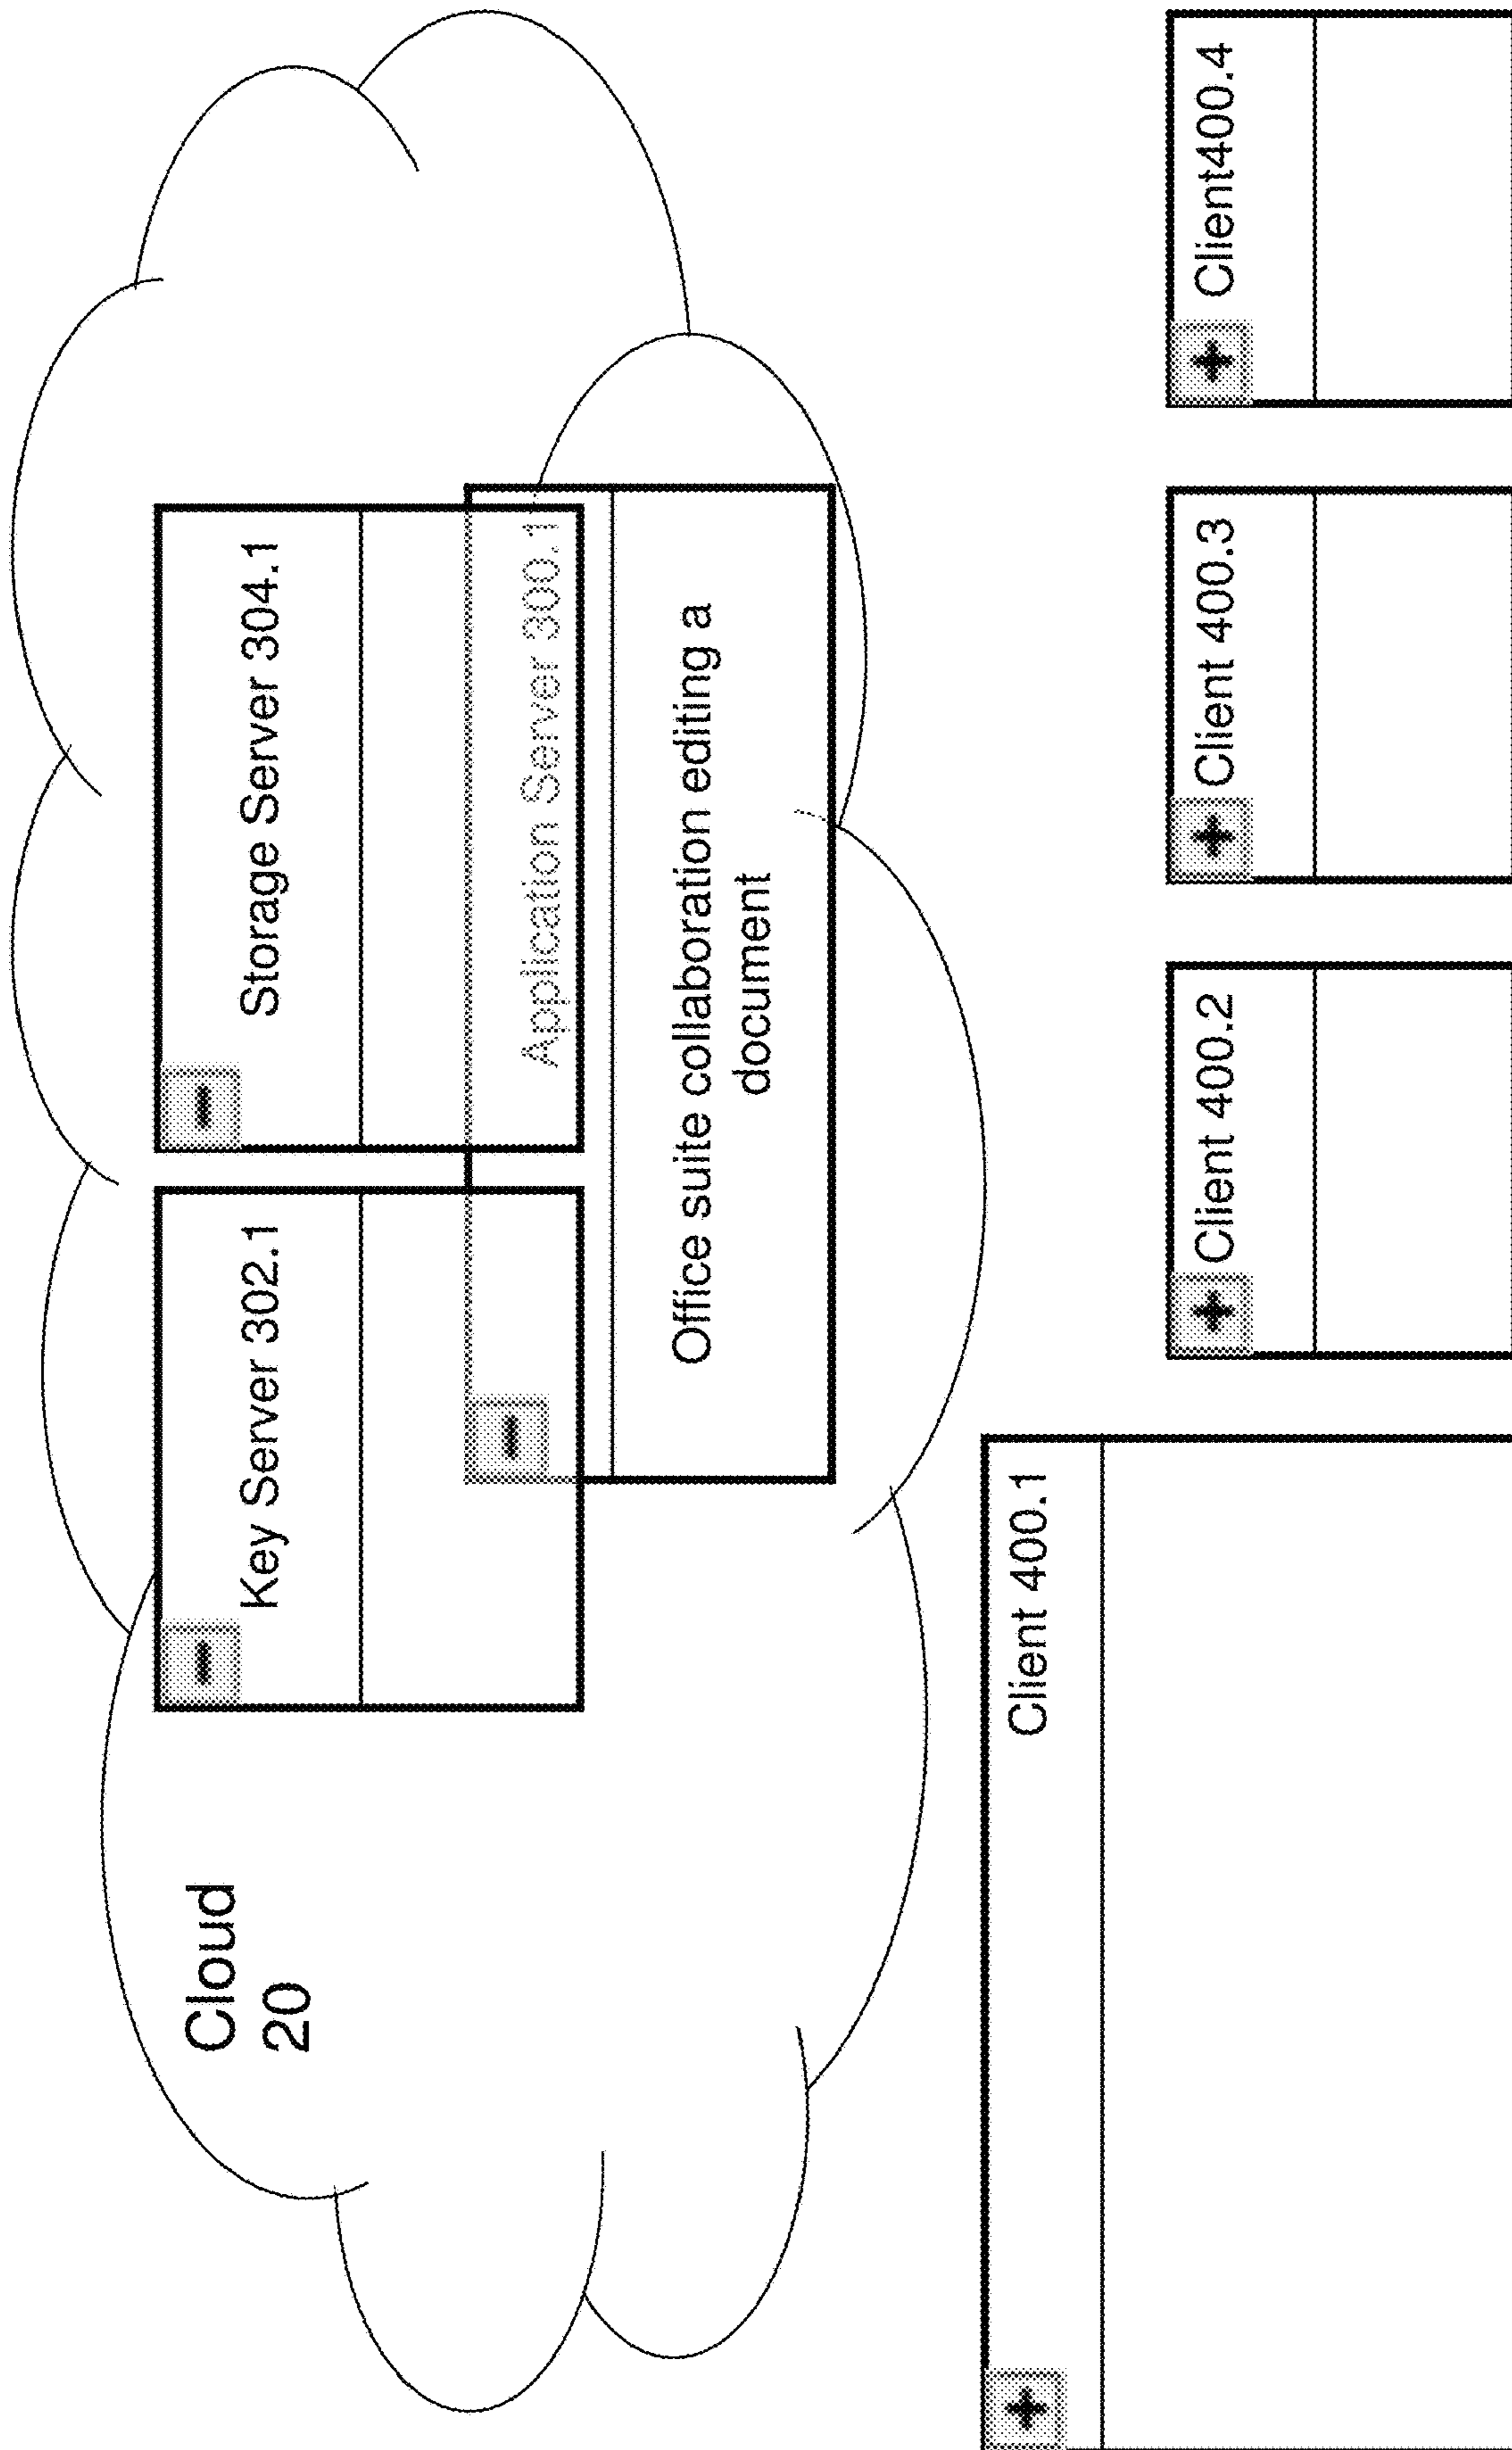 Cloud
20
Key Server 302.1
Storage Server 304.1
Application Server 300.1
Office suite collaboration editing a
document
Client 400.1
Client 400.2
Client 400.3
Client400.4